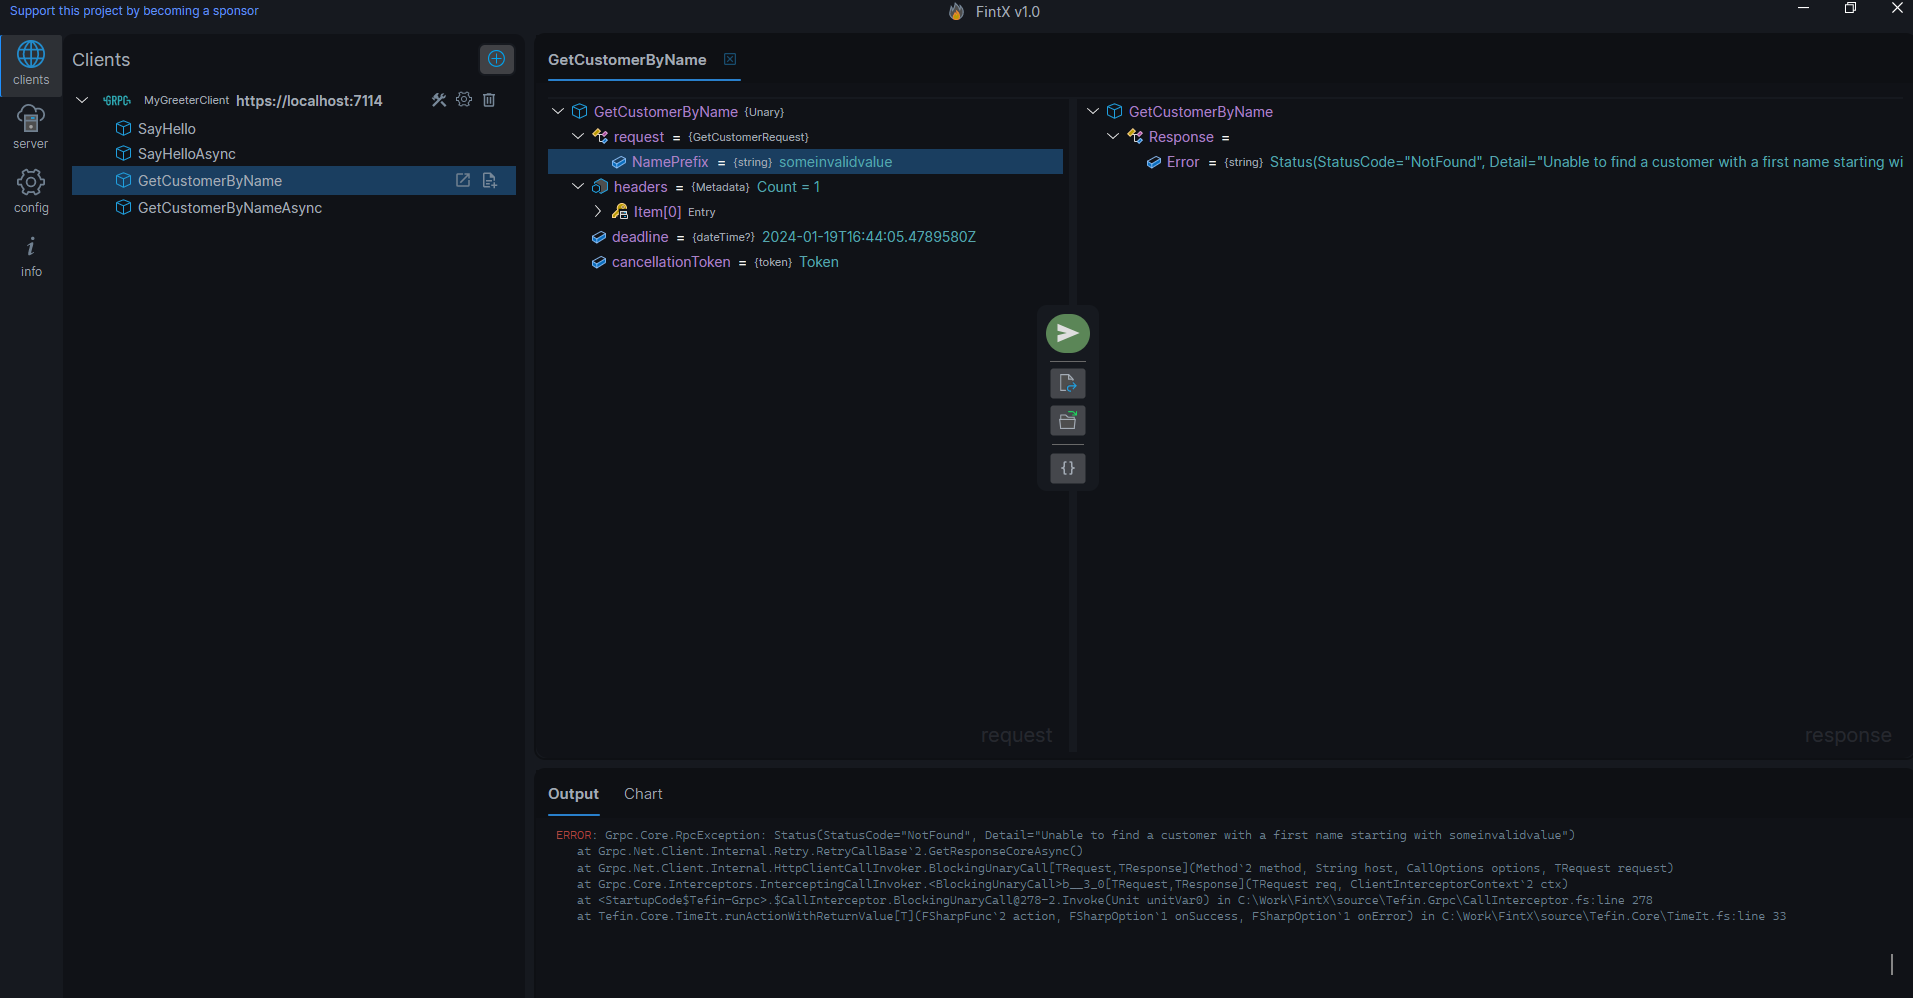 Support this project by becoming a sponsor
FintX v1.0
clients
server
config
info
Clients
GRPC MyGreeterClient https://localhost:7114
SayHello
SayHelloAsync
GetCustomerByName
GetCustomerByNameAsync
GetCustomerByName
GetCustomerByName {Unary}
request = {GetCustomerRequest}
NamePrefix = {string} someinvalidvalue
headers = {Metadata} Count = 1
Item[0] Entry
deadline = {dateTime?} 2024-01-19T16:44:05.4789580Z
cancellationToken = {token} Token
request
{}
GetCustomerByName
Response =
Error = {string} Status(StatusCode="NotFound", Detail="Unable to find a customer with a first name starting wi
response
Output Chart
ERROR: Grpc.Core.RpcException: Status(StatusCode="NotFound", Detail="Unable to find a customer with a first name starting with someinvalidvalue")
at Grpc.Net.Client.Internal.Retry.RetryCallBase`2.GetResponseCoreAsync()
at Grpc.Net.Client.Internal.HttpClientCallInvoker.BlockingUnaryCall[TRequest,TResponse](Method`2 method, String host, CallOptions options, TRequest request)
at Grpc.Core.Interceptors.InterceptingCallInvoker.<BlockingUnaryCall>b__3_0[TRequest,TResponse](TRequest req, ClientInterceptorContext`2 ctx)
at <StartupCode$Tefin-Grpc>.$CallInterceptor.BlockingUnaryCall@278-2.Invoke(Unit unitVar0) in C:\Work\FintX\source\Tefin.Grpc\CallInterceptor.fs:line 278
at Tefin.Core.TimeIt.runActionWithReturnValue[T](FSharpFunc`2 action, FSharpOption`1 onSuccess, FSharpOption`1 onError) in C:\Work\FintX\source\Tefin.Core\TimeIt.fs:line 33